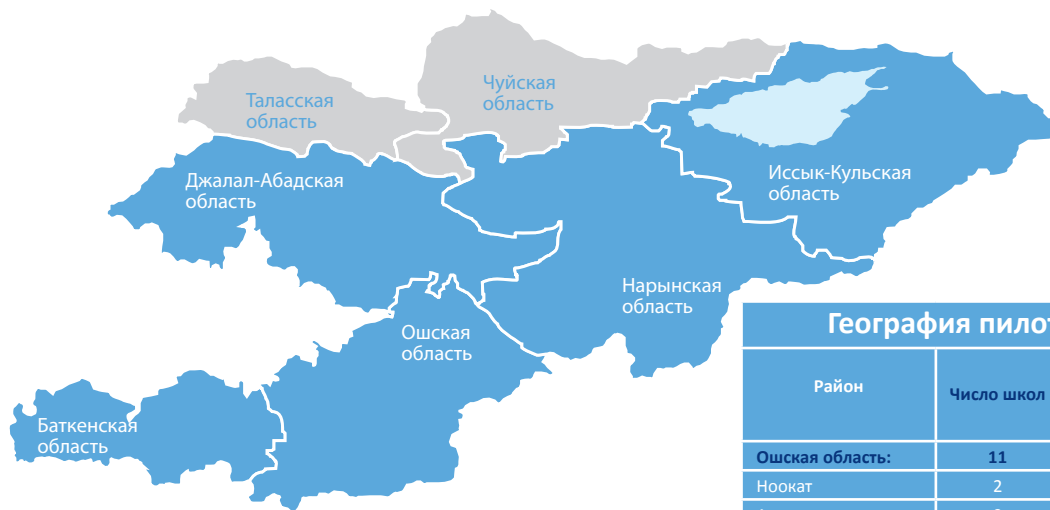 Чуйская
область
Таласская
область
Джалал-Абадская
область
Иссык-Кульская
область
Нарынская
область
Ошская
область
Баткенская
область
География пилот
Район
Число школ
Ошская область:
11
Ноокат
2